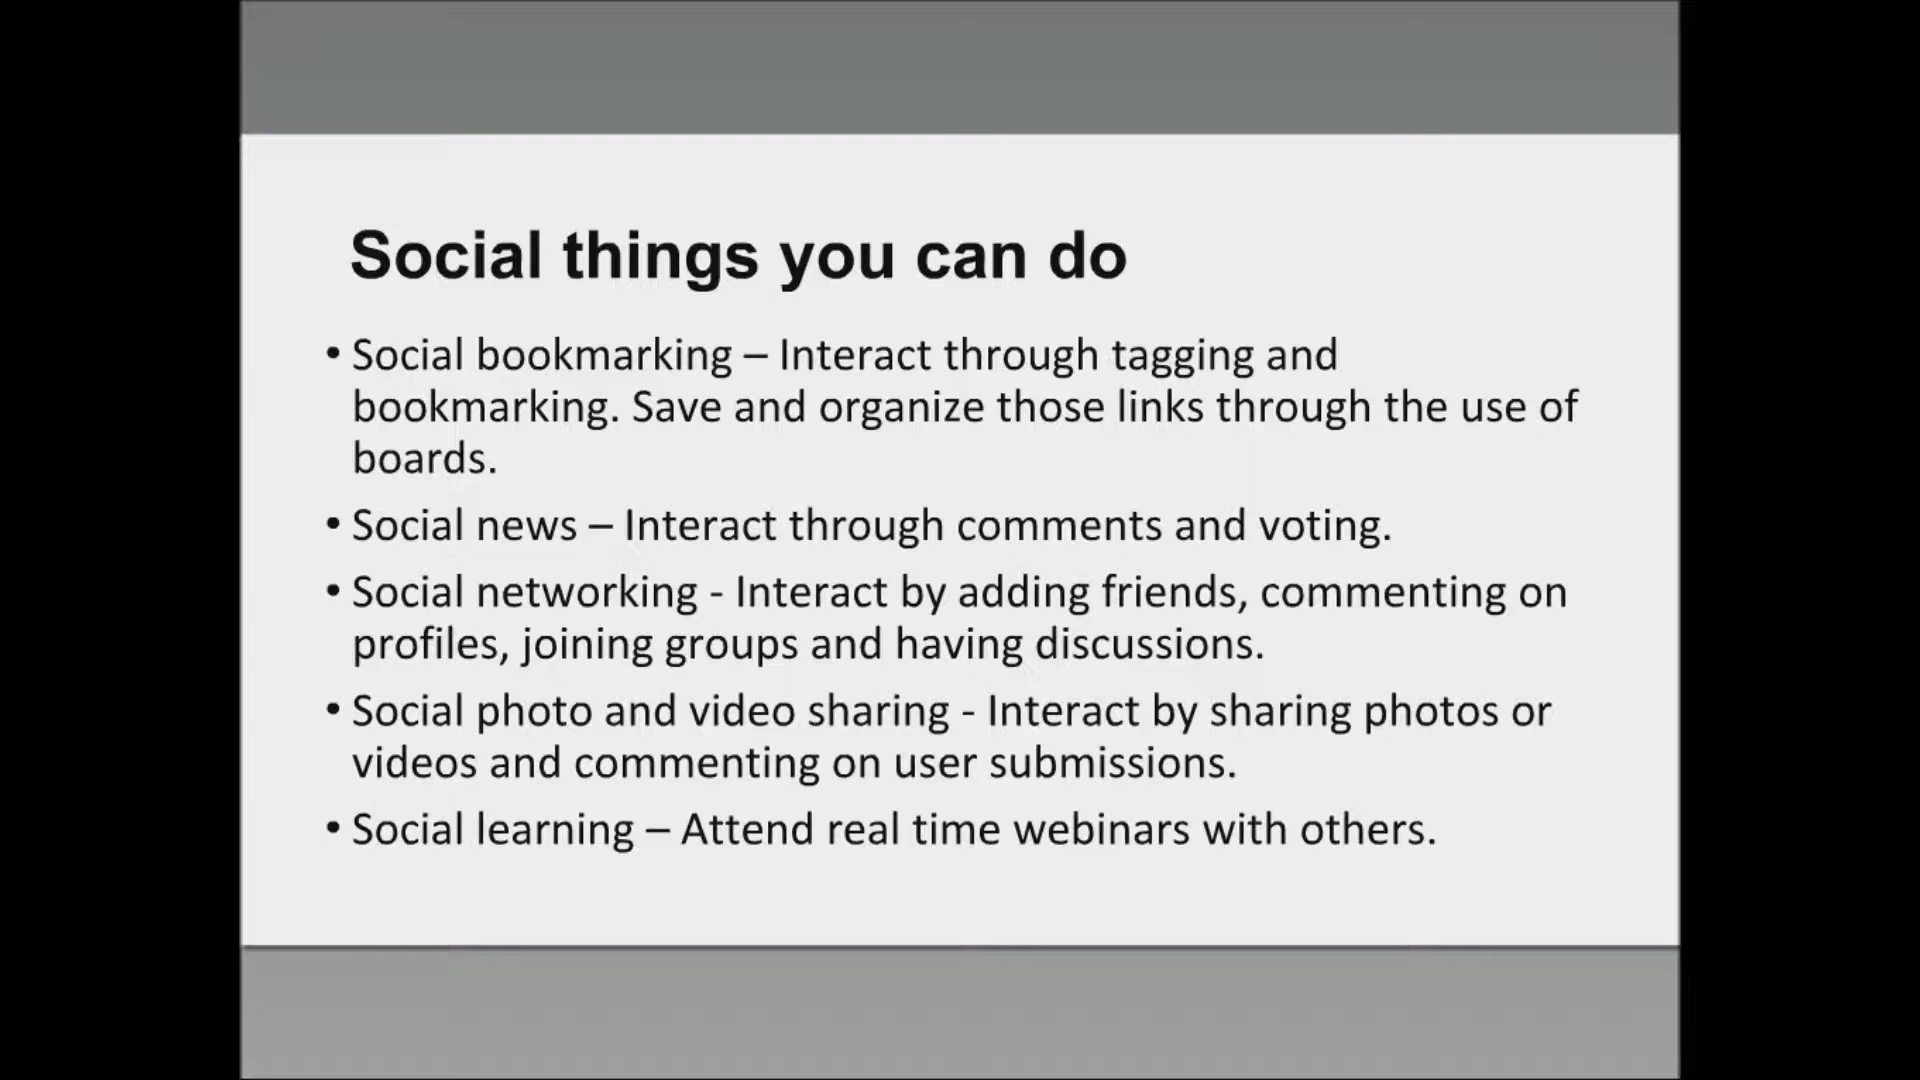 Social things you can do
• Social bookmarking – Interact through tagging and
bookmarking. Save and organize those links through the use of
boards.
• Social news – Interact through comments and voting.
• Social networking - Interact by adding friends, commenting on
profiles, joining groups and having discussions.
• Social photo and video sharing - Interact by sharing photos or
videos and commenting on user submissions.
• Social learning – Attend real time webinars with others.